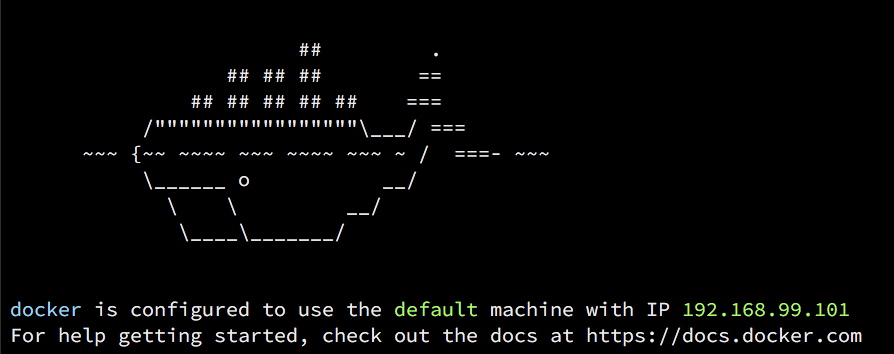 ##         .
                  ## ## ##        ==
               ## ## ## ## ##    ===
           /"""""""""""""""""\___/ ===
      ~~~ {~~ ~~~~ ~~~ ~~~~ ~~~ ~ /  ===- ~~~
           \______ o           __/
             \    \         __/
              \____\_______/
docker is configured to use the default machine with IP 192.168.99.101
For help getting started, check out the docs at https://docs.docker.com